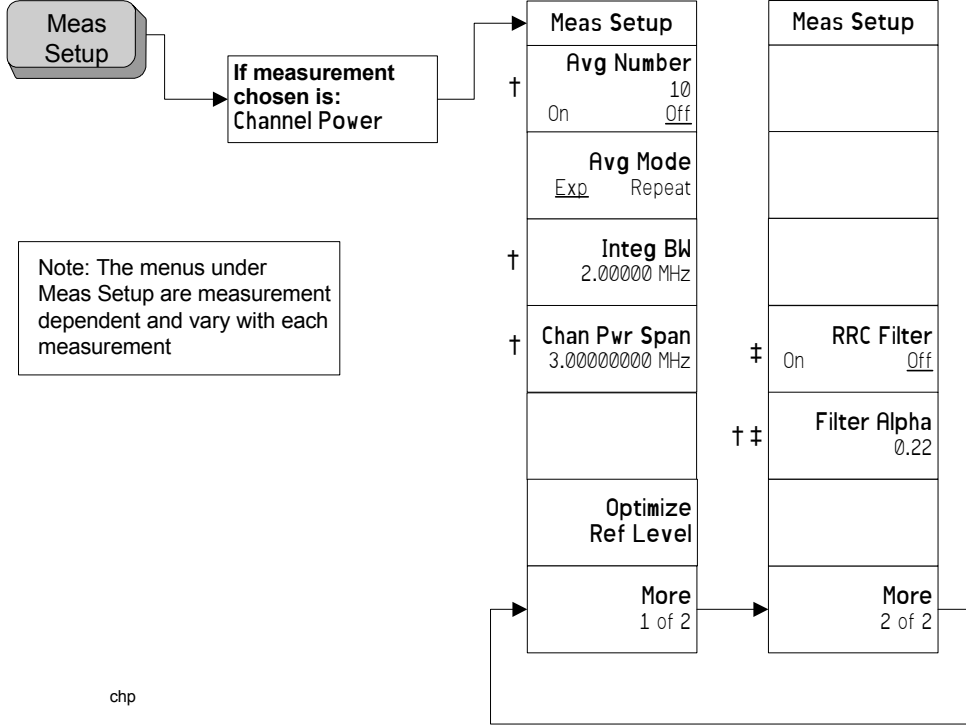 Meas
Setup
If measurement
chosen is:
Channel Power
Note: The menus under
Meas Setup are measurement
dependent and vary with each
measurement
Meas Setup
† Avg Number
10
On Off
Avg Mode
Exp Repeat
† Integ BW
2.00000 MHz
† Chan Pwr Span
3.00000000 MHz
Optimize
Ref Level
More
1 of 2
Meas Setup
‡ RRC Filter
On Off
† ‡ Filter Alpha
0.22
More
2 of 2
chp